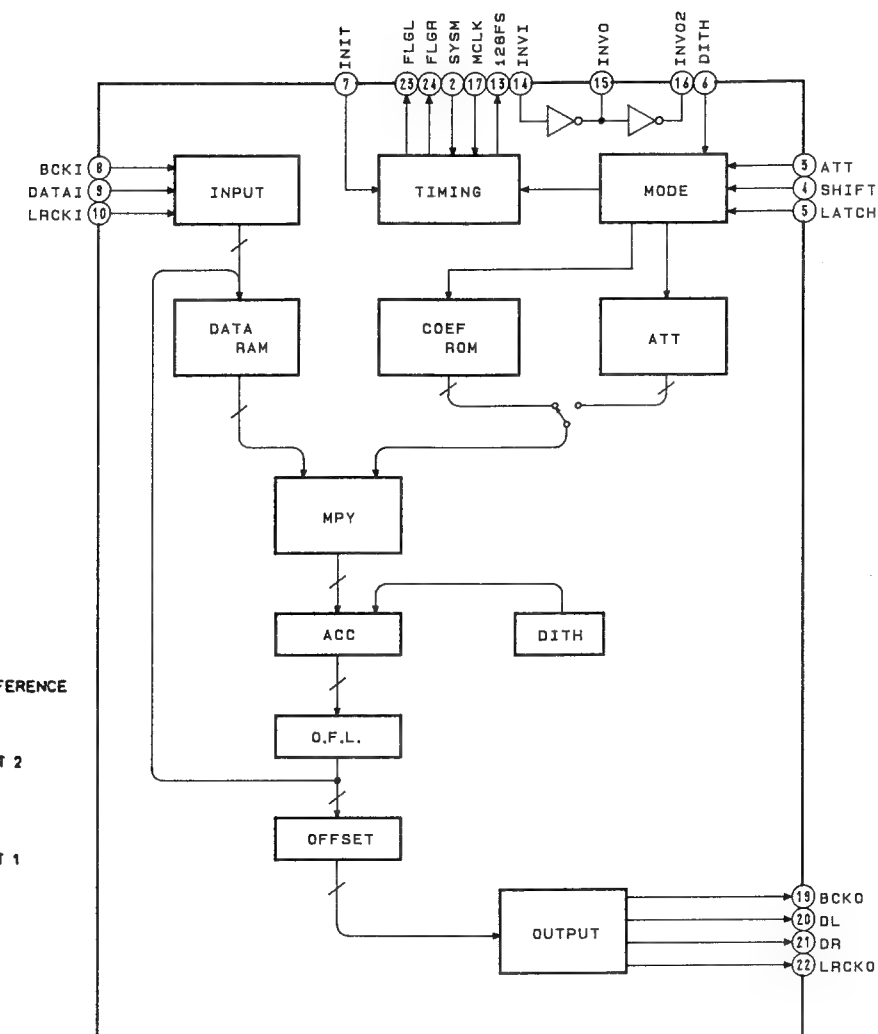 INIT
FLGL
FLGR
SYSM
MCLK
128FS
INVI
INVO
INVO2
DITH
7
23
24
2
17
13
14
15
16
6
BCKI 8
DATAI 9
LRCKI 10
INPUT
TIMING
MODE
3 ATT
4 SHIFT
5 LATCH
DATA
RAM
COEF
ROM
ATT
MPY
ACC
DITH
FERENCE
O.F.L.
T 2
OFFSET
T 1
OUTPUT
19 BCKO
20 DL
21 DR
22 LRCKO